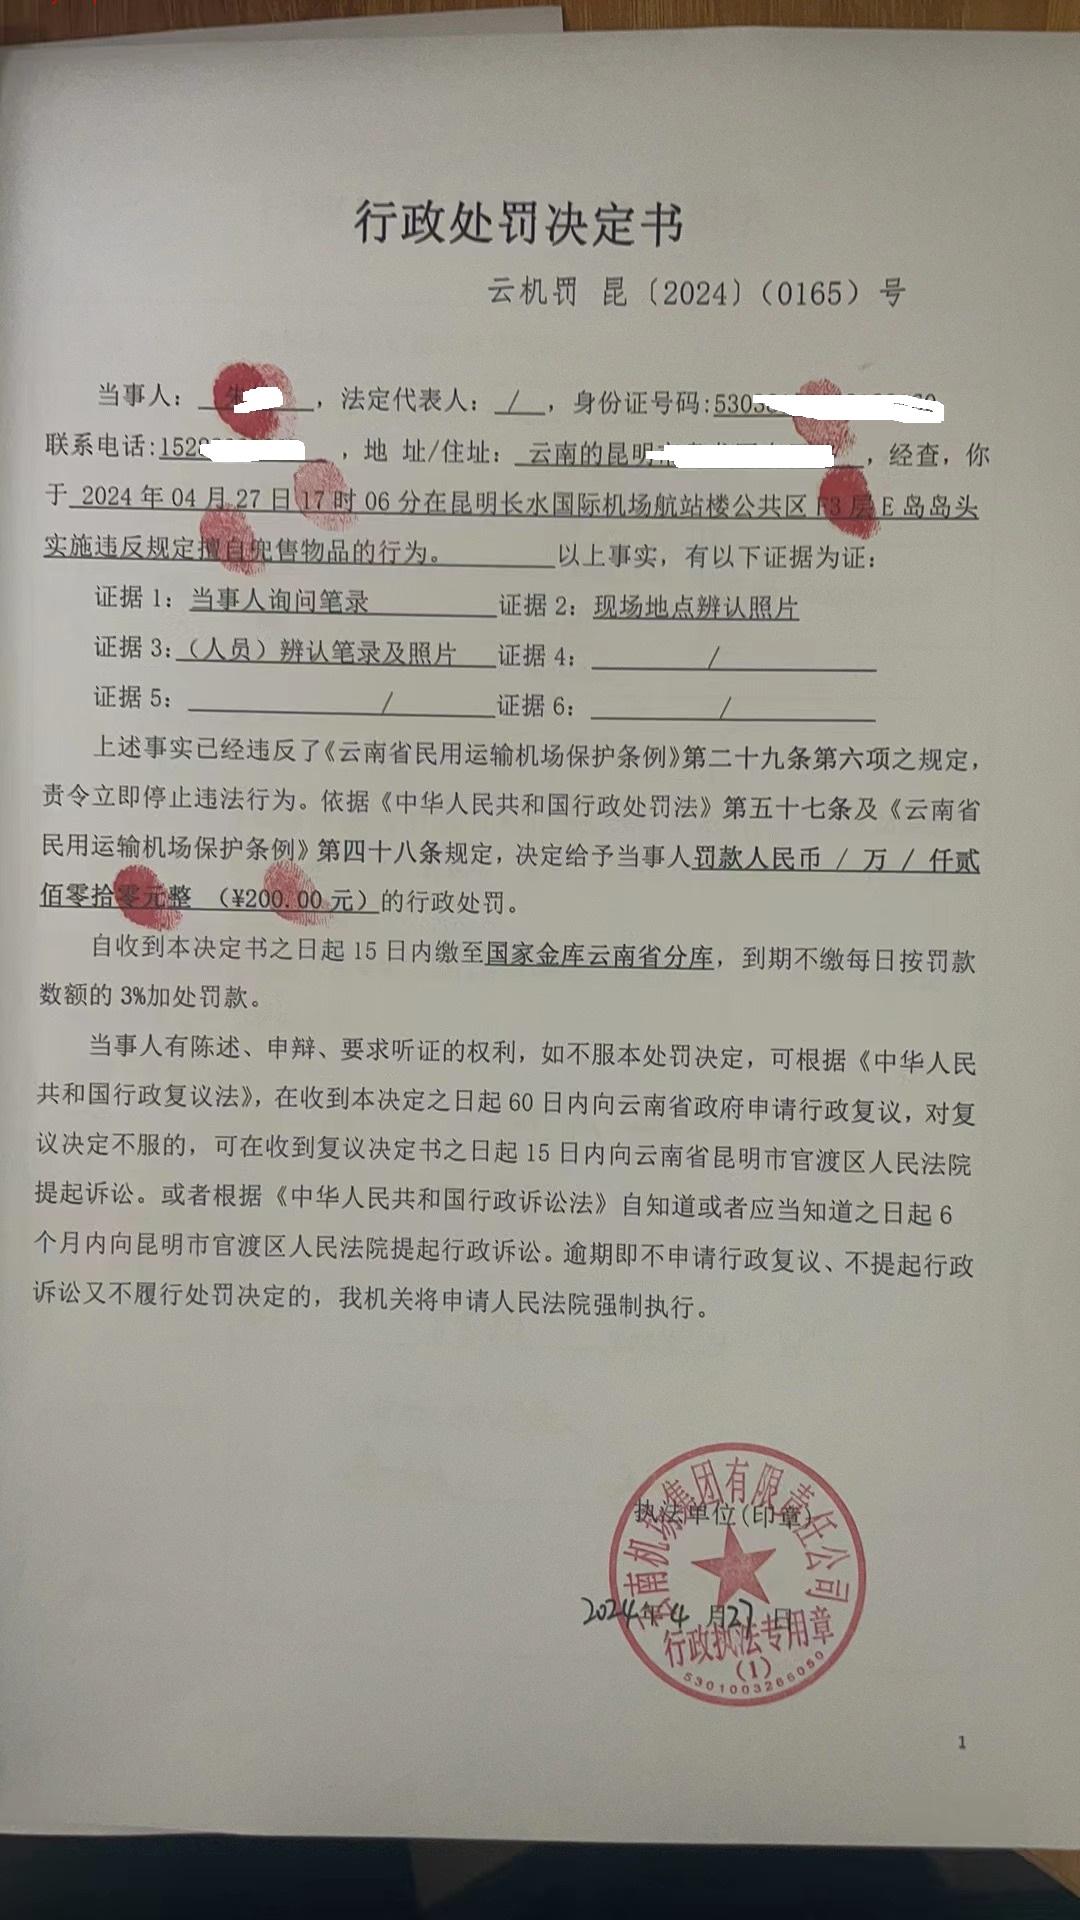 行政处罚决定书
云机罚 昆〔2024〕（0165）号
当事人： 朱 ，法定代表人： / ，身份证号码:5303
联系电话:152 ，地 址/住址： 云南的昆明 ，经查，你
于 2024 年 04 月 27 日 17 时 06 分在昆明长水国际机场航站楼公共区 F3 层 E 岛岛头
实施违反规定擅自兜售物品的行为。 以上事实，有以下证据为证：
证据 1：当事人询问笔录 证据 2：现场地点辨认照片
证据 3：（人员）辨认笔录及照片 证据 4： /
证据 5： / 证据 6： /
上述事实已经违反了《云南省民用运输机场保护条例》第二十九条第六项之规定，
责令立即停止违法行为。依据《中华人民共和国行政处罚法》第五十七条及《云南省
民用运输机场保护条例》第四十八条规定，决定给予当事人罚款人民币 / 万 / 仟贰
佰零拾零元整 （¥200.00 元）的行政处罚。
自收到本决定书之日起 15 日内缴至国家金库云南省分库，到期不缴每日按罚款
数额的 3%加处罚款。
当事人有陈述、申辩、要求听证的权利，如不服本处罚决定，可根据《中华人民
共和国行政复议法》，在收到本决定之日起 60 日内向云南省政府申请行政复议，对复
议决定不服的，可在收到复议决定书之日起 15 日内向云南省昆明市官渡区人民法院
提起诉讼。或者根据《中华人民共和国行政诉讼法》自知道或者应当知道之日起 6
个月内向昆明市官渡区人民法院提起行政诉讼。逾期即不申请行政复议、不提起行政
诉讼又不履行处罚决定的，我机关将申请人民法院强制执行。
云南机场集团有限责任公司
执法单位(印章)
2024年 4 月27 日
行政执法专用章
（1）
5301003266050
1